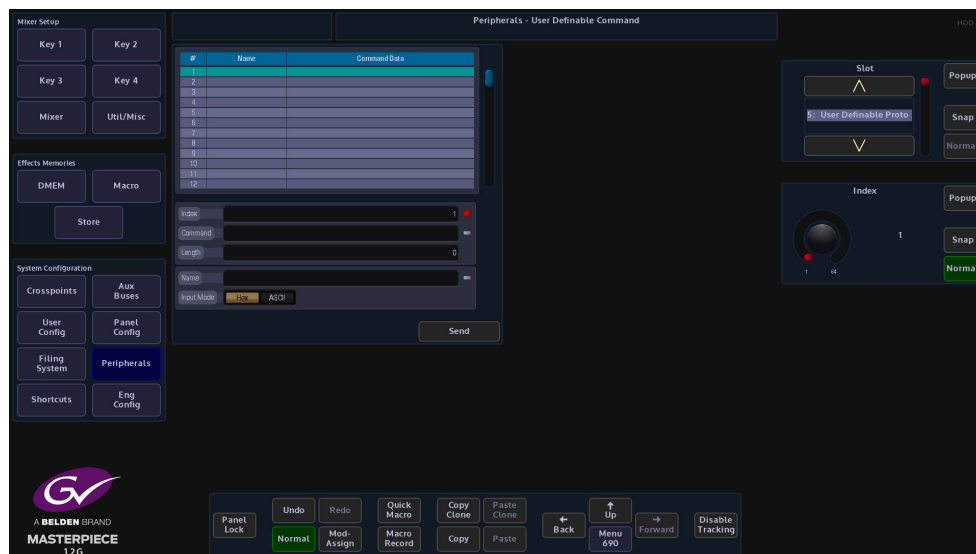 Mixer Setup
Key 1
Key 2
Key 3
Key 4
Mixer
Util/Misc
Effects Memories
DMEM
Macro
Store
System Configuration
Crosspoints
Aux
Buses
User
Config
Panel
Config
Filing
System
Peripherals
Shortcuts
Eng
Config
GV
A BELDEN BRAND
MASTERPIECE
12G
Peripherals - User Definable Command
HDD
# Name Command Data
1
2
3
4
5
6
7
8
9
10
11
12
Index 1
Command
Length 0
Name
Input Mode Hex ASCII
Send
Slot
5: User Definable Proto
Popup
Snap
Norma
Index
1
1 64
Popup
Snap
Norma
Panel
Lock
Undo
Redo
Normal
Mod-
Assign
Quick
Macro
Macro
Record
Copy
Clone
Paste
Clone
Copy
Paste
Back
Up
Menu
690
Forward
Disable
Tracking